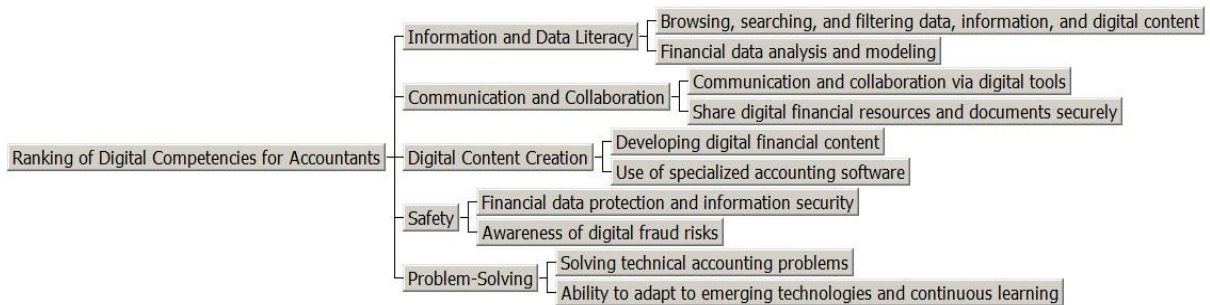 Ranking of Digital Competencies for Accountants
Information and Data Literacy
Browsing, searching, and filtering data, information, and digital content
Financial data analysis and modeling
Communication and Collaboration
Communication and collaboration via digital tools
Share digital financial resources and documents securely
Digital Content Creation
Developing digital financial content
Use of specialized accounting software
Safety
Financial data protection and information security
Awareness of digital fraud risks
Problem-Solving
Solving technical accounting problems
Ability to adapt to emerging technologies and continuous learning